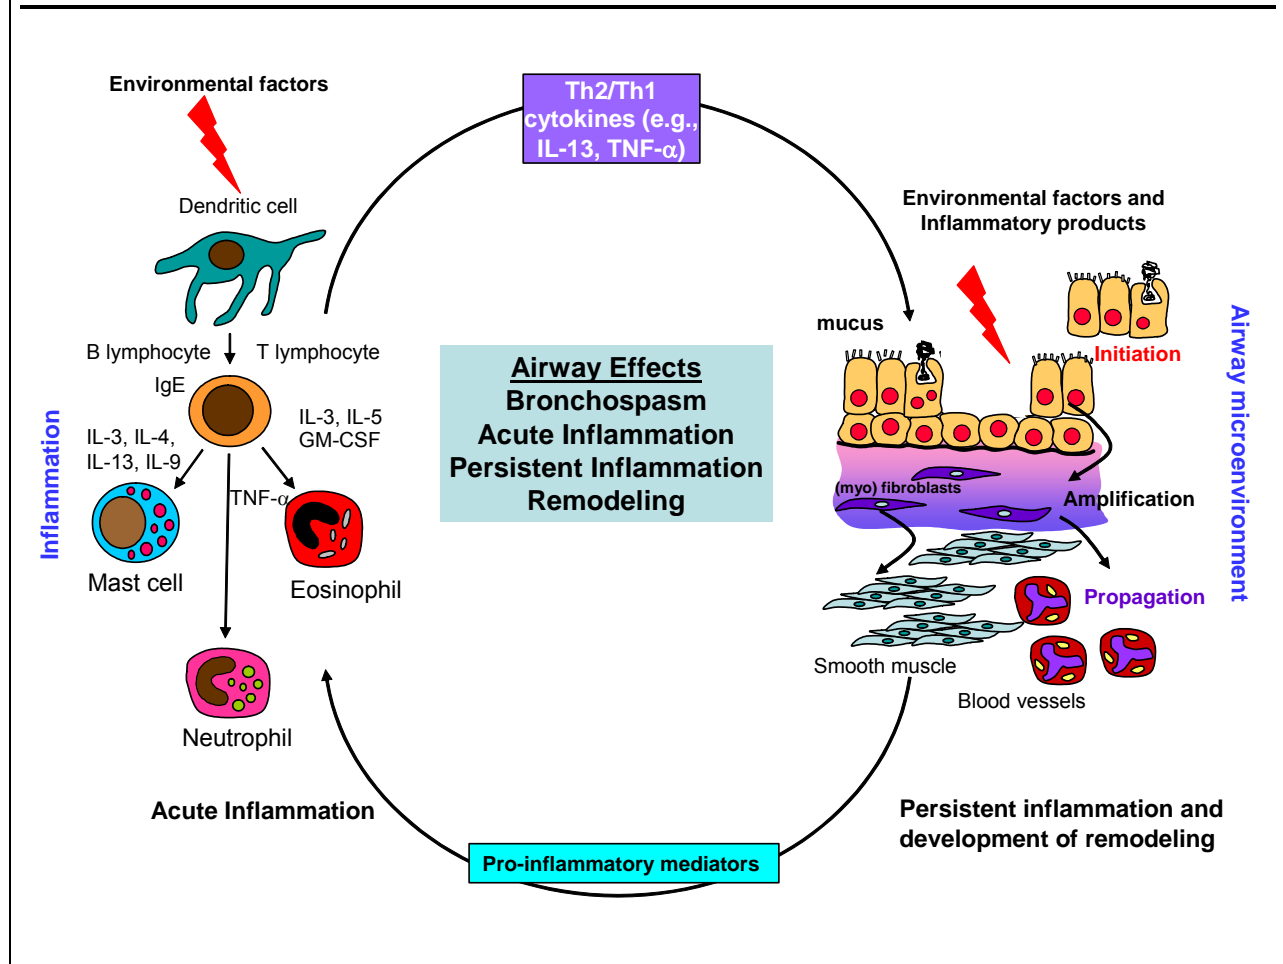 Environmental factors
Dendritic cell
B lymphocyte
T lymphocyte
IgE
IL-3, IL-4,
IL-13, IL-9
IL-3, IL-5
GM-CSF
TNF-α
Mast cell
Eosinophil
Neutrophil
Inflammation
Acute Inflammation
Th2/Th1
cytokines (e.g.,
IL-13, TNF-α)
Airway Effects
Bronchospasm
Acute Inflammation
Persistent Inflammation
Remodeling
Pro-inflammatory mediators
Environmental factors and
Inflammatory products
mucus
Initiation
(myo) fibroblasts
Amplification
Propagation
Smooth muscle
Blood vessels
Airway microenvironment
Persistent inflammation and
development of remodeling